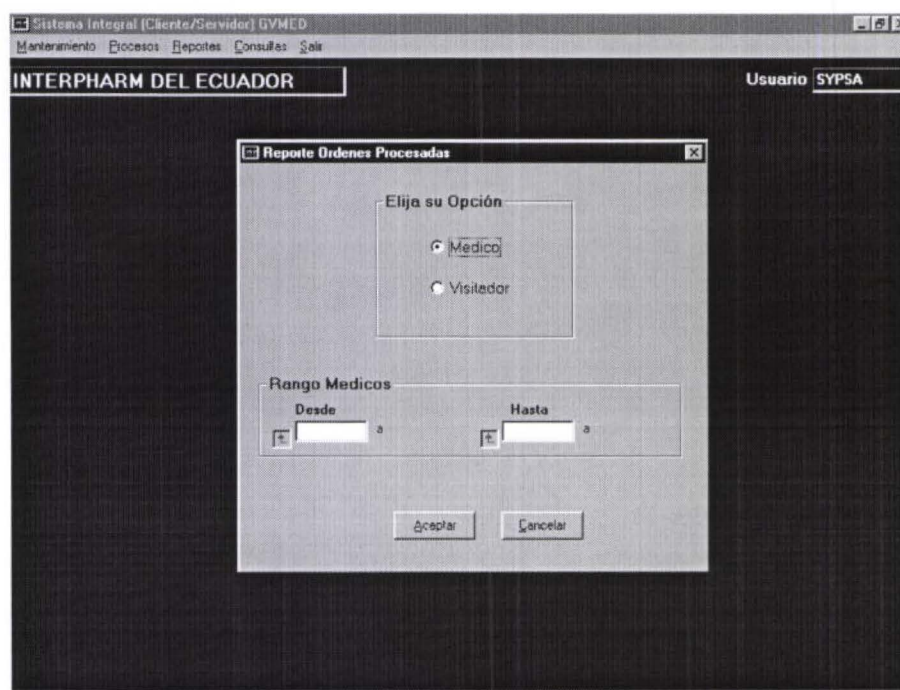 Sistema Integral (Cliente/Servidor) GVMED
Mantenimiento Procesos Reportes Consultas Salir
INTERPHARM DEL ECUADOR
Usuario SYPSA
Reporte Ordenes Procesadas
Elija su Opción
Medico
Visitador
Rango Medicos
Desde Hasta
a a
Aceptar Cancelar